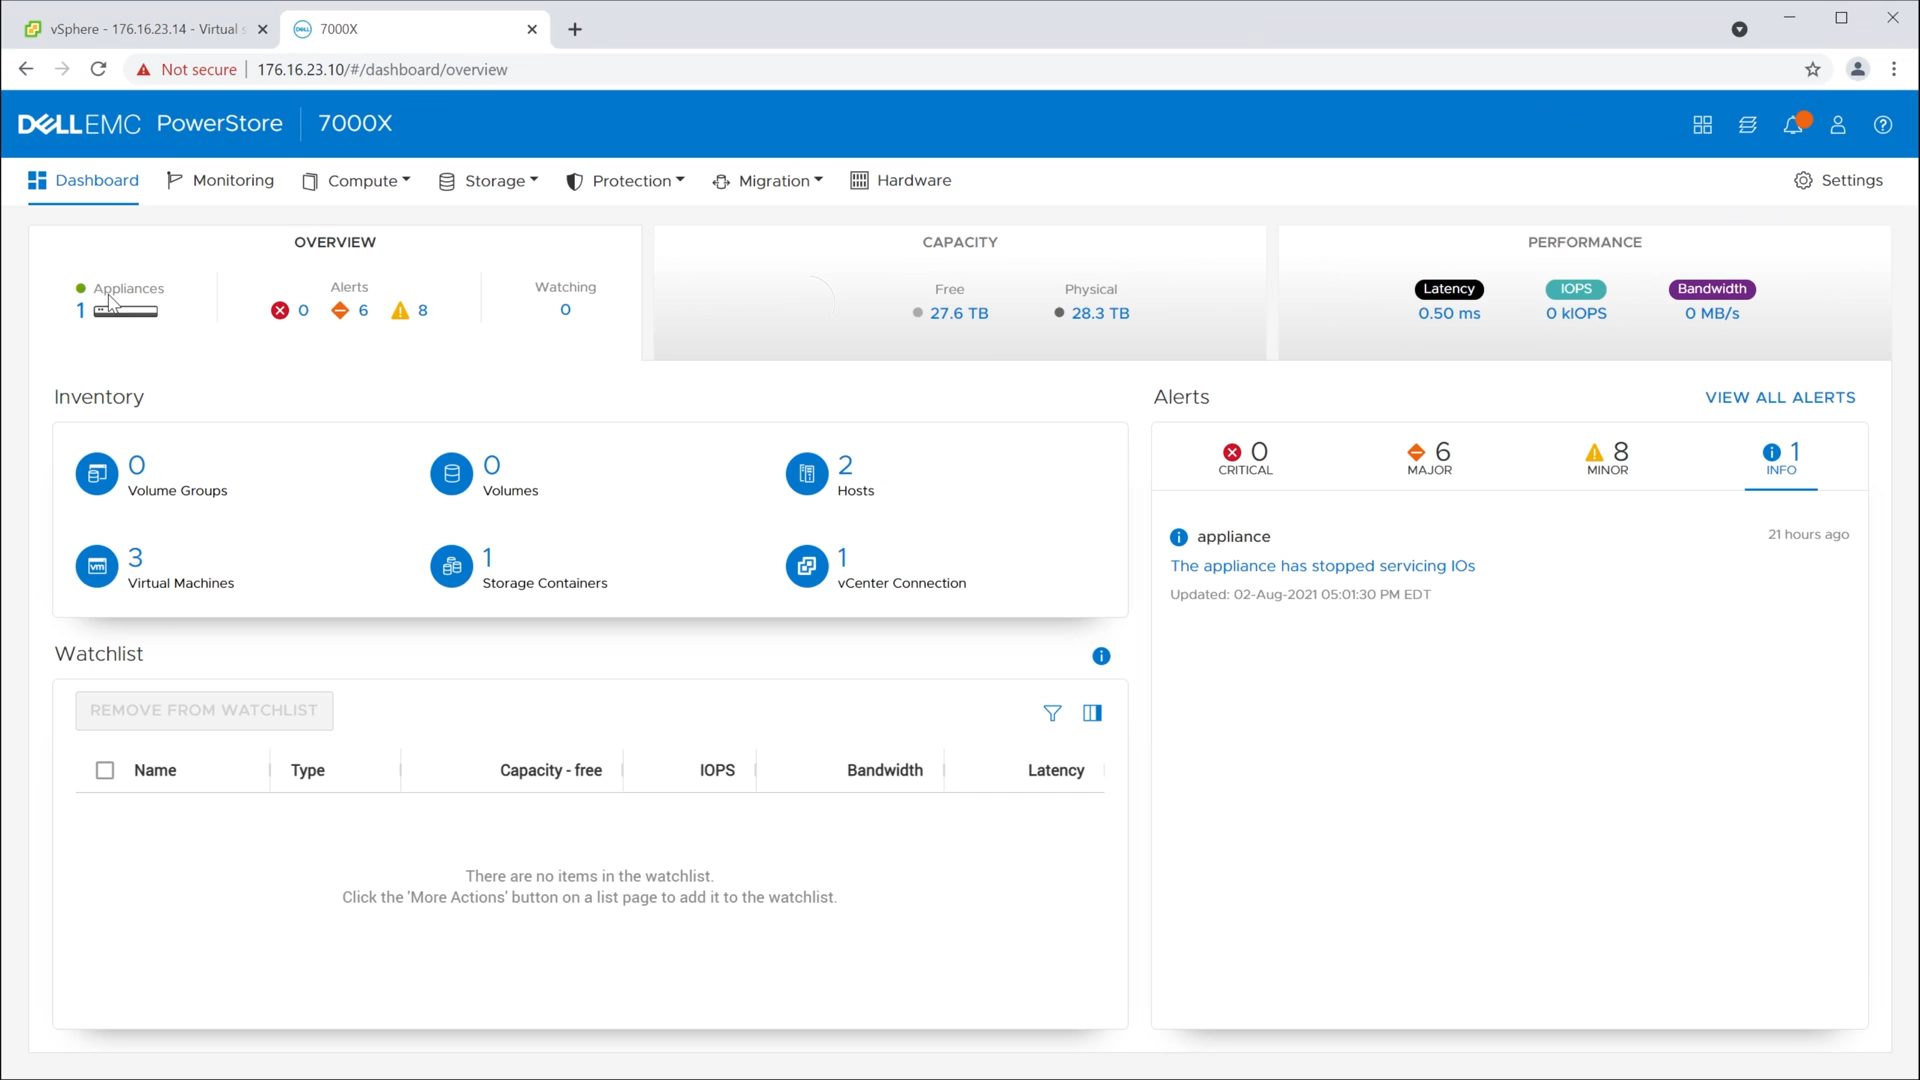 vSphere - 176.16.23.14 - Virtual
7000X
Not secure
176.16.23.10/#/dashboard/overview
DELLEMC PowerStore 7000X
Dashboard
Monitoring
Compute
Storage
Protection
Migration
Hardware
Settings
OVERVIEW
Appliances
1
Alerts
0 6 8
Watching
0
CAPACITY
Free
27.6 TB
Physical
28.3 TB
PERFORMANCE
Latency
0.50 ms
IOPS
0 kIOPS
Bandwidth
0 MB/s
Inventory
0
Volume Groups
0
Volumes
2
Hosts
3
Virtual Machines
1
Storage Containers
1
vCenter Connection
Alerts
VIEW ALL ALERTS
0
CRITICAL
6
MAJOR
8
MINOR
1
INFO
appliance
21 hours ago
The appliance has stopped servicing IOs
Updated: 02-Aug-2021 05:01:30 PM EDT
Watchlist
REMOVE FROM WATCHLIST
Name Type Capacity - free IOPS Bandwidth Latency
There are no items in the watchlist.
Click the 'More Actions' button on a list page to add it to the watchlist.